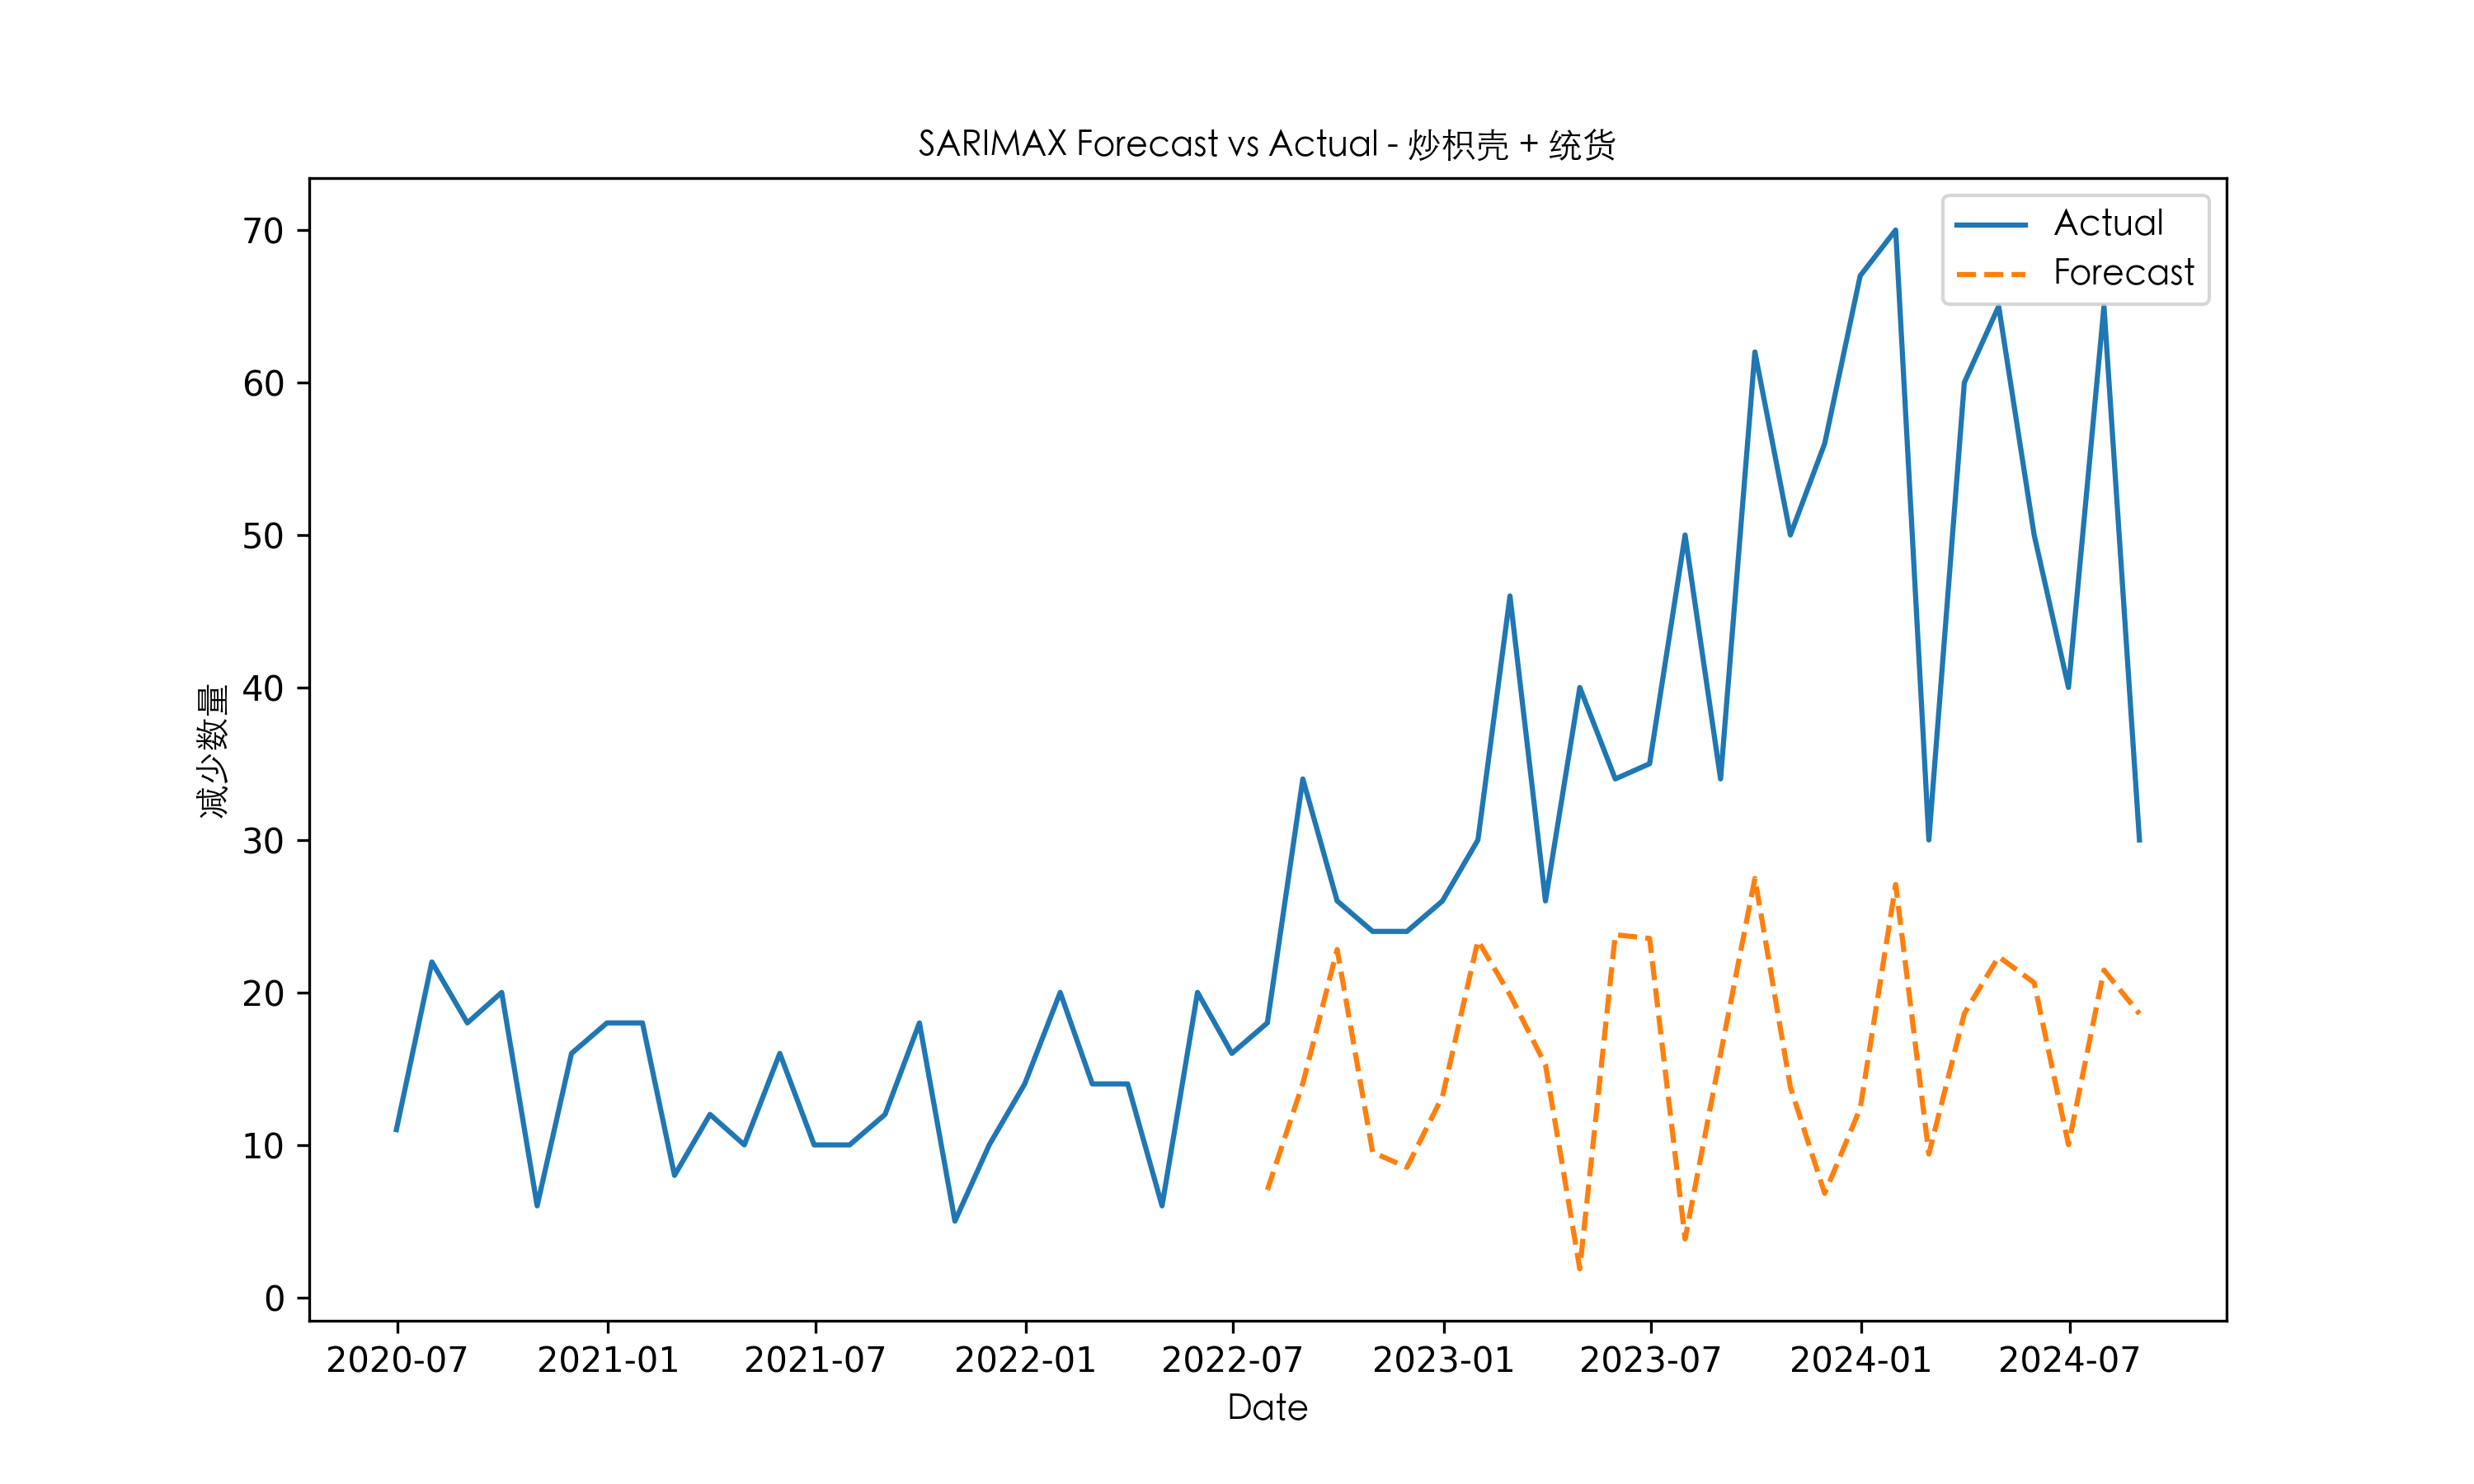 SARIMAX Forecast vs Actual - 炒枳壳 + 统货
Actual
Forecast
70
60
50
40
30
20
10
0
减少数量
2020-07 2021-01 2021-07 2022-01 2022-07 2023-01 2023-07 2024-01 2024-07
Date